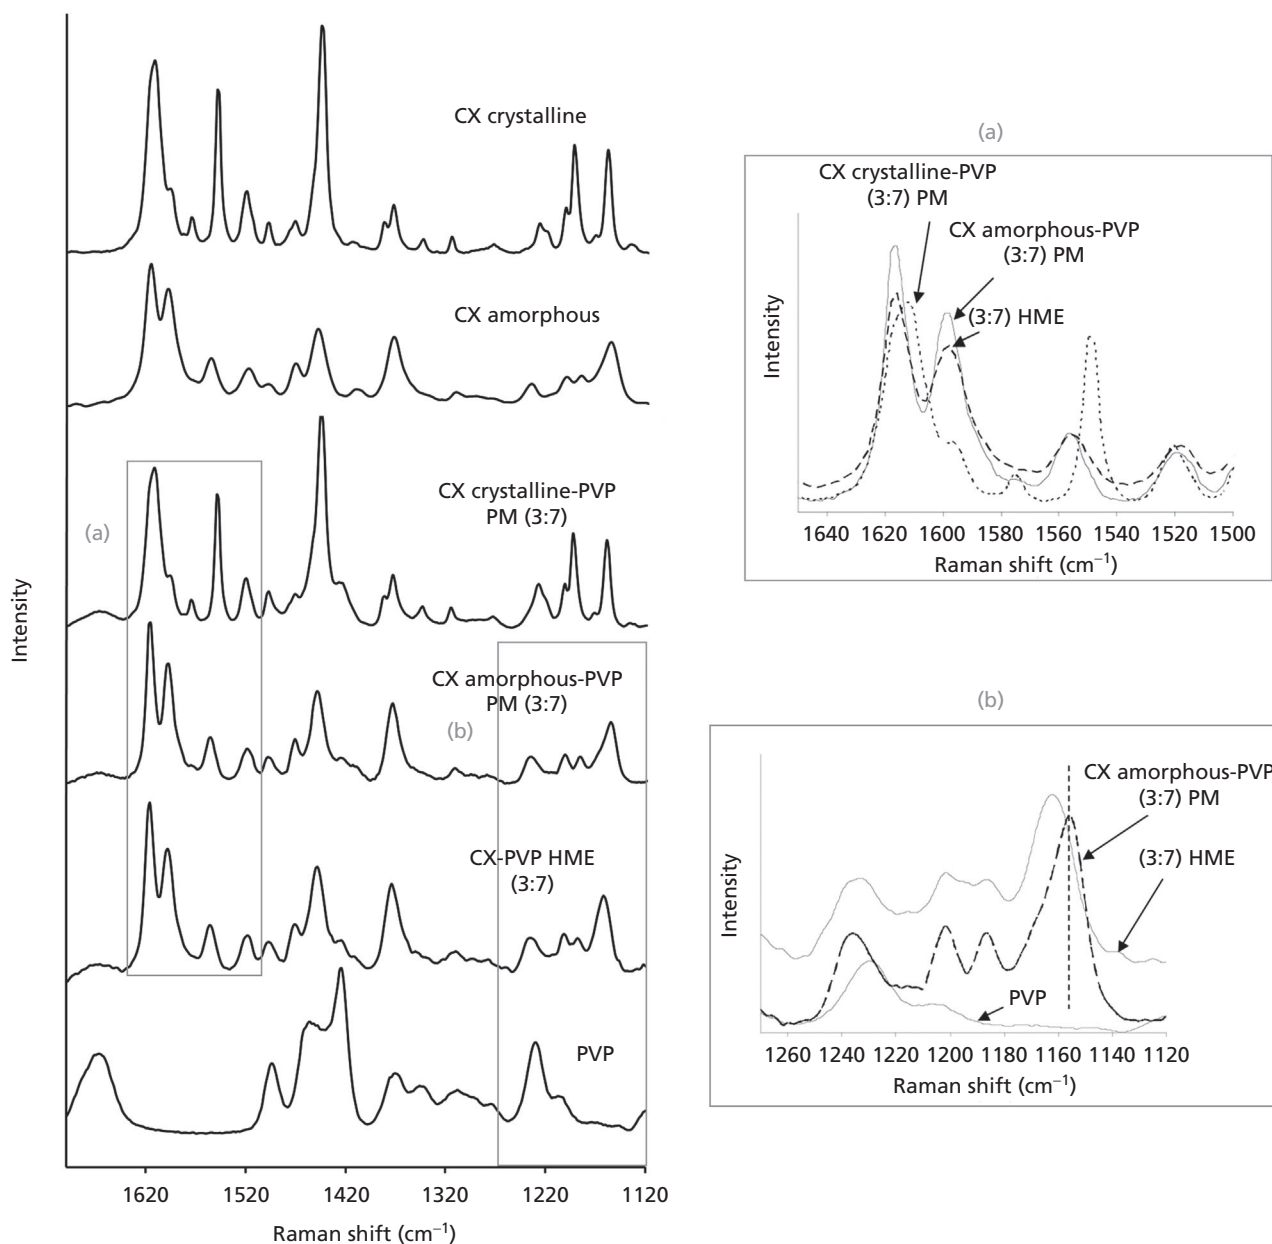 CX crystalline
CX amorphous
CX crystalline-PVP
PM (3:7)
(a)
CX amorphous-PVP
PM (3:7)
(b)
CX-PVP HME
(3:7)
PVP
Intensity
1620 1520 1420 1320 1220 1120
Raman shift (cm⁻¹)
(a)
CX crystalline-PVP
(3:7) PM
CX amorphous-PVP
(3:7) PM
(3:7) HME
Intensity
1640 1620 1600 1580 1560 1540 1520 1500
Raman shift (cm⁻¹)
(b)
CX amorphous-PVP
(3:7) PM
(3:7) HME
PVP
Intensity
1260 1240 1220 1200 1180 1160 1140 1120
Raman shift (cm⁻¹)